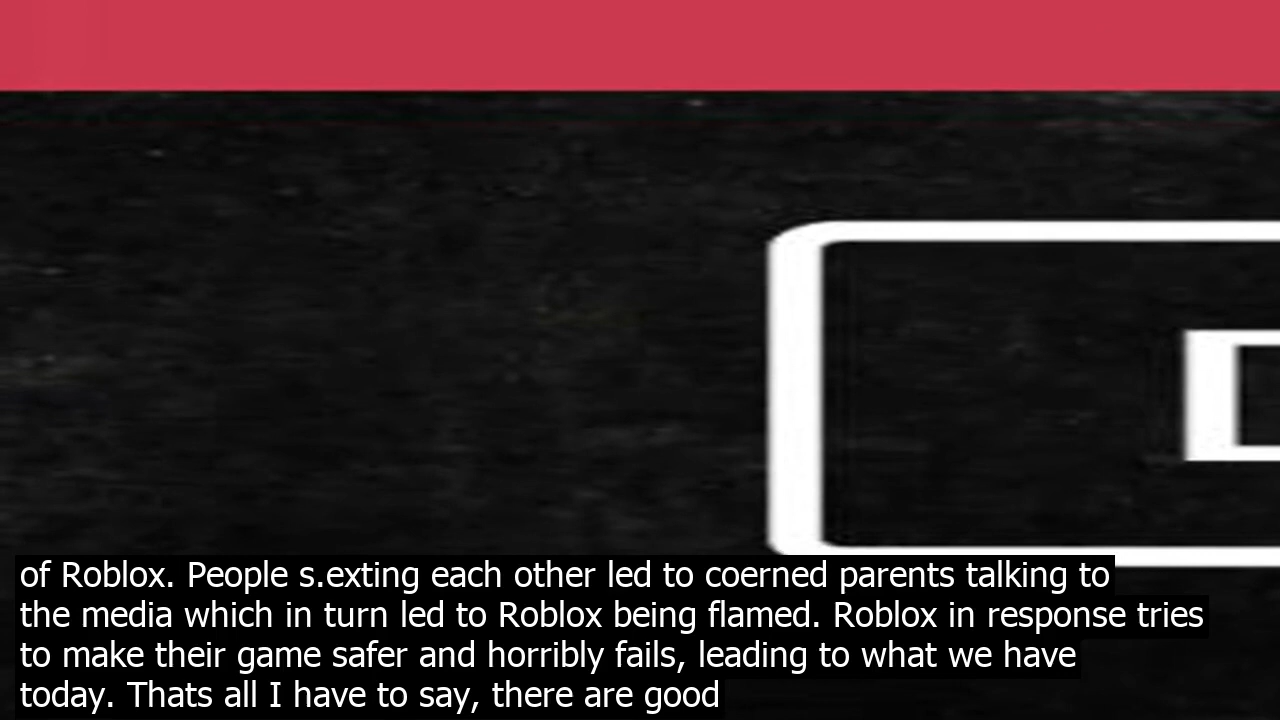 of Roblox. People s.exting each other led to coerned parents talking to
the media which in turn led to Roblox being flamed. Roblox in response tries
to make their game safer and horribly fails, leading to what we have
today. Thats all I have to say, there are good